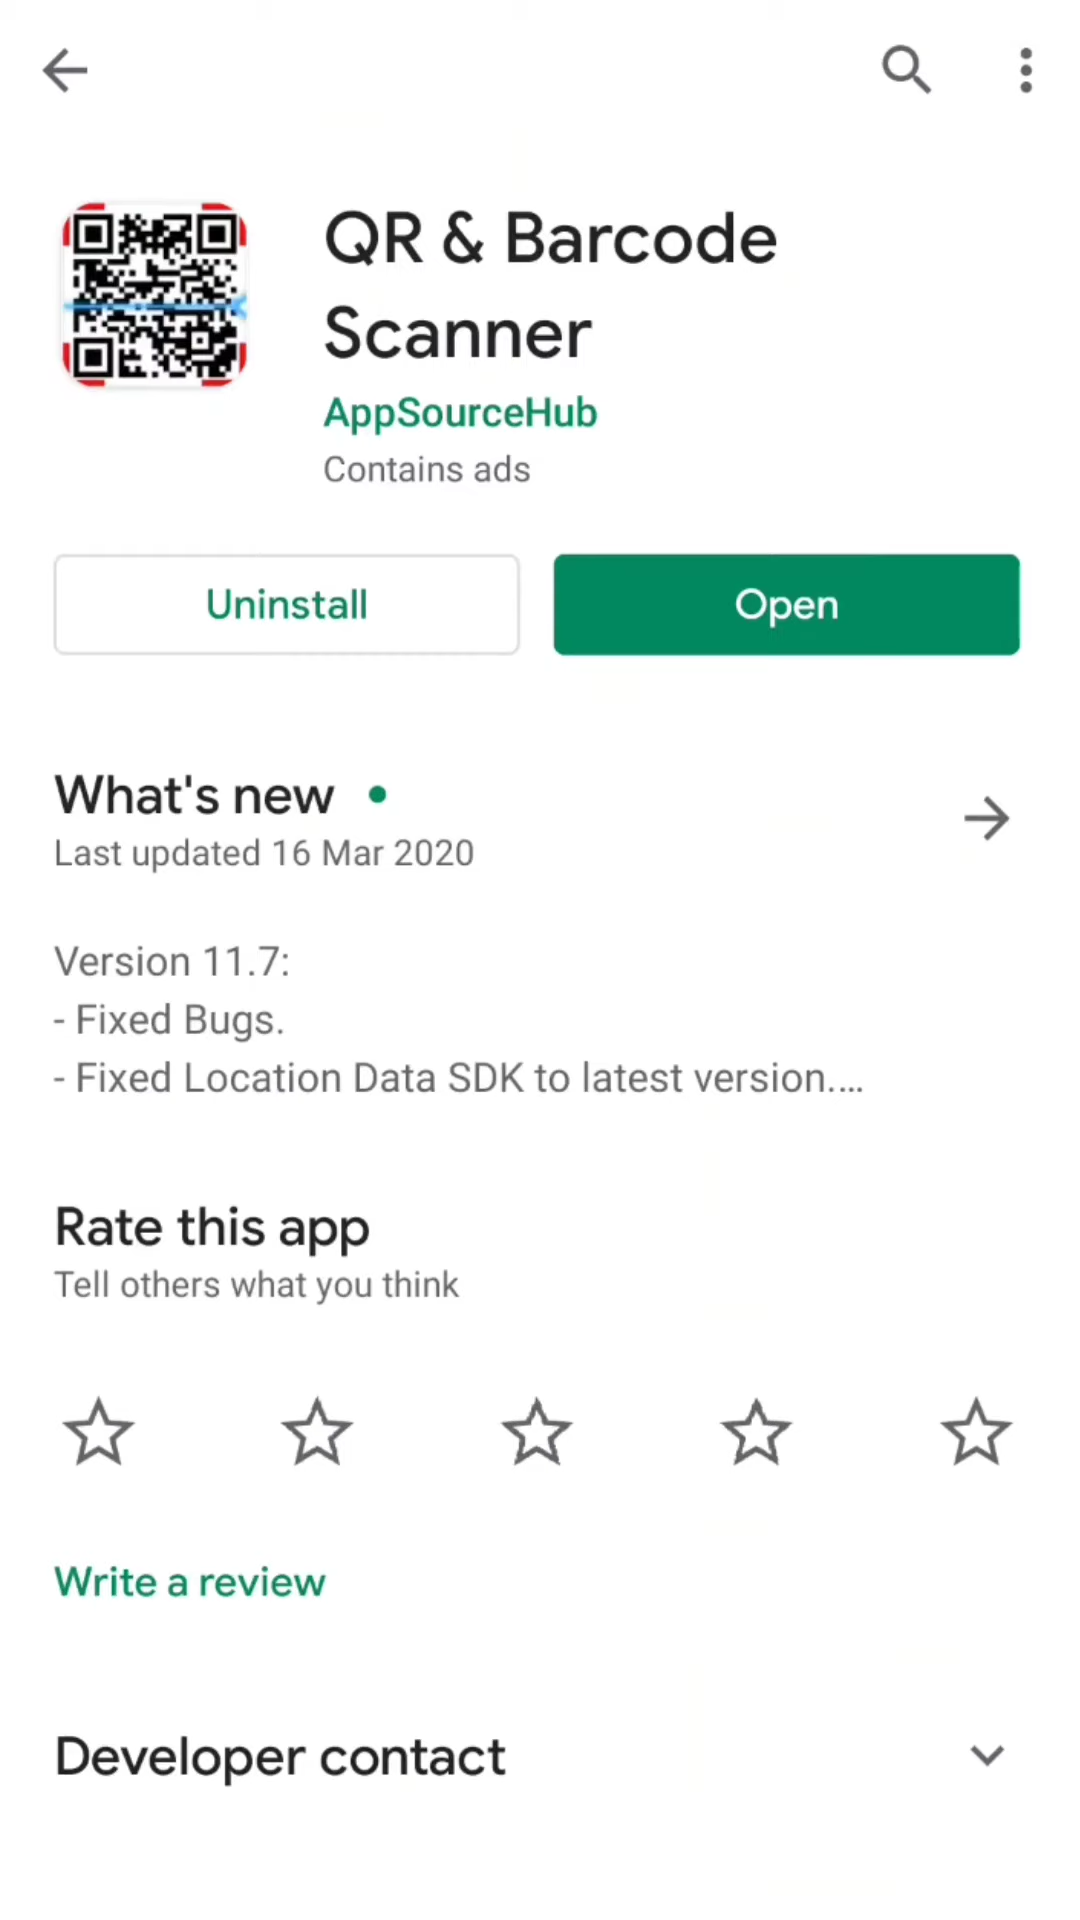 QR & Barcode
Scanner
AppSourceHub
Contains ads
Uninstall
Open
What's new
Last updated 16 Mar 2020
Version 11.7:
- Fixed Bugs.
- Fixed Location Data SDK to latest version....
Rate this app
Tell others what you think
Write a review
Developer contact